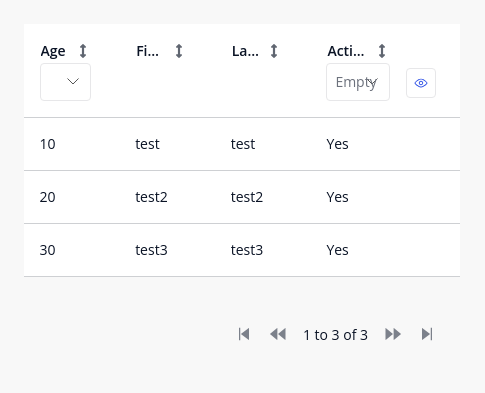 Age Fi... La... Acti...
Empty
10 test test Yes
20 test2 test2 Yes
30 test3 test3 Yes
1 to 3 of 3